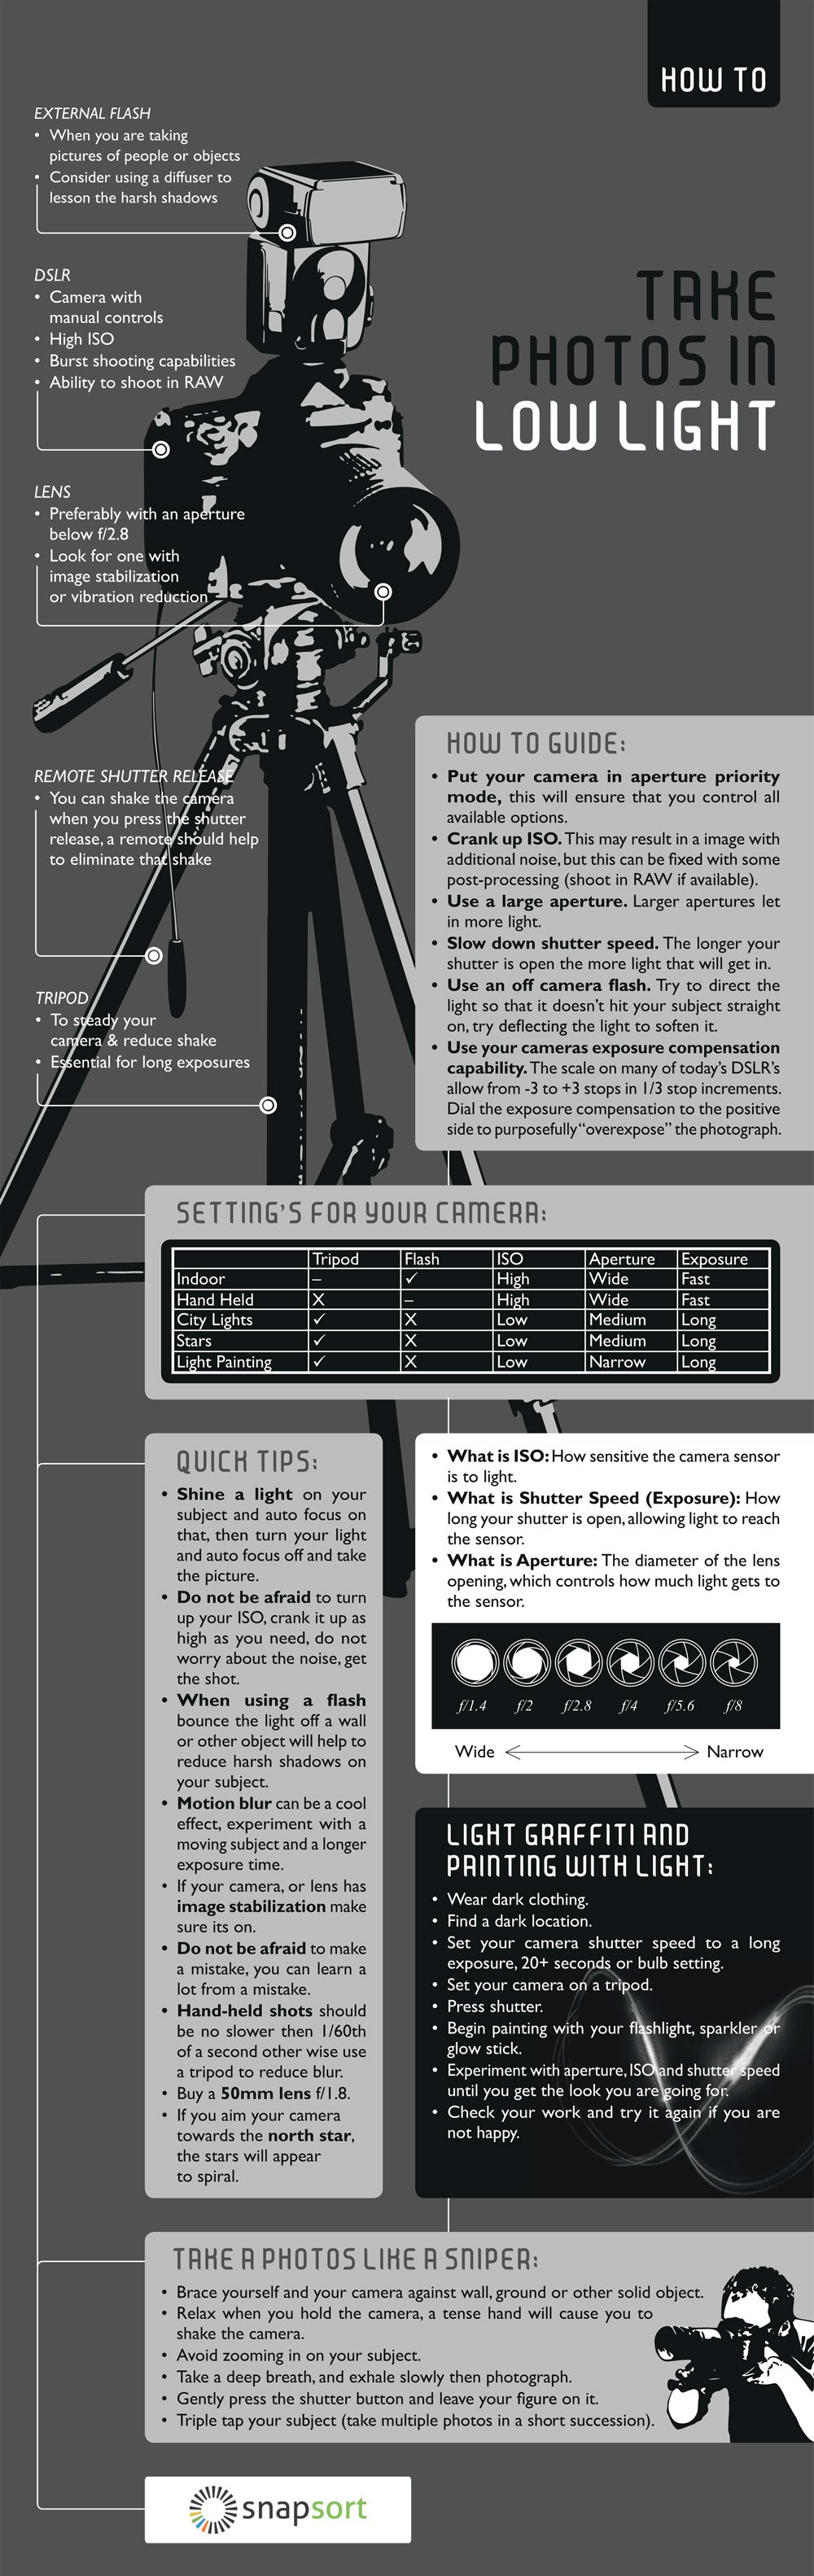 HOW TO
TAKE
PHOTOS IN
LOW LIGHT
EXTERNAL FLASH
• When you are taking
pictures of people or objects
• Consider using a diffuser to
lesson the harsh shadows
DSLR
• Camera with
manual controls
• High ISO
• Burst shooting capabilities
• Ability to shoot in RAW
LENS
• Preferably with an aperture
below f/2.8
• Look for one with
image stabilization
or vibration reduction
REMOTE SHUTTER RELEASE
• You can shake the camera
when you press the shutter
release, a remote should help
to eliminate that shake
TRIPOD
• To steady your
camera & reduce shake
• Essential for long exposures
HOW TO GUIDE:
• Put your camera in aperture priority
mode, this will ensure that you control all
available options.
• Crank up ISO. This may result in a image with
additional noise, but this can be fixed with some
post-processing (shoot in RAW if available).
• Use a large aperture. Larger apertures let
in more light.
• Slow down shutter speed. The longer your
shutter is open the more light that will get in.
• Use an off camera flash. Try to direct the
light so that it doesn't hit your subject straight
on, try deflecting the light to soften it.
• Use your cameras exposure compensation
capability. The scale on many of today's DSLR's
allow from -3 to +3 stops in 1/3 stop increments.
Dial the exposure compensation to the positive
side to purposefully "overexpose" the photograph.
SETTING'S FOR YOUR CAMERA:
Tripod Flash ISO Aperture Exposure
Indoor – ✓ High Wide Fast
Hand Held X – High Wide Fast
City Lights ✓ X Low Medium Long
Stars ✓ X Low Medium Long
Light Painting ✓ X Low Narrow Long
QUICK TIPS:
• Shine a light on your
subject and auto focus on
that, then turn your light
and auto focus off and take
the picture.
• Do not be afraid to turn
up your ISO, crank it up as
high as you need, do not
worry about the noise, get
the shot.
• When using a flash
bounce the light off a wall
or other object will help to
reduce harsh shadows on
your subject.
• Motion blur can be a cool
effect, experiment with a
moving subject and a longer
exposure time.
• If your camera, or lens has
image stabilization make
sure its on.
• Do not be afraid to make
a mistake, you can learn a
lot from a mistake.
• Hand-held shots should
be no slower then 1/60th
of a second other wise use
a tripod to reduce blur.
• Buy a 50mm lens f/1.8.
• If you aim your camera
towards the north star,
the stars will appear
to spiral.
• What is ISO: How sensitive the camera sensor
is to light.
• What is Shutter Speed (Exposure): How
long your shutter is open, allowing light to reach
the sensor.
• What is Aperture: The diameter of the lens
opening, which controls how much light gets to
the sensor.
f/1.4 f/2 f/2.8 f/4 f/5.6 f/8
Wide Narrow
LIGHT GRAFFITI AND
PAINTING WITH LIGHT:
• Wear dark clothing.
• Find a dark location.
• Set your camera shutter speed to a long
exposure, 20+ seconds or bulb setting.
• Set your camera on a tripod.
• Press shutter.
• Begin painting with your flashlight, sparkler or
glow stick.
• Experiment with aperture, ISO and shutter speed
until you get the look you are going for.
• Check your work and try it again if you are
not happy.
TAKE A PHOTOS LIKE A SNIPER:
• Brace yourself and your camera against wall, ground or other solid object.
• Relax when you hold the camera, a tense hand will cause you to
shake the camera.
• Avoid zooming in on your subject.
• Take a deep breath, and exhale slowly then photograph.
• Gently press the shutter button and leave your figure on it.
• Triple tap your subject (take multiple photos in a short succession).
snapsort